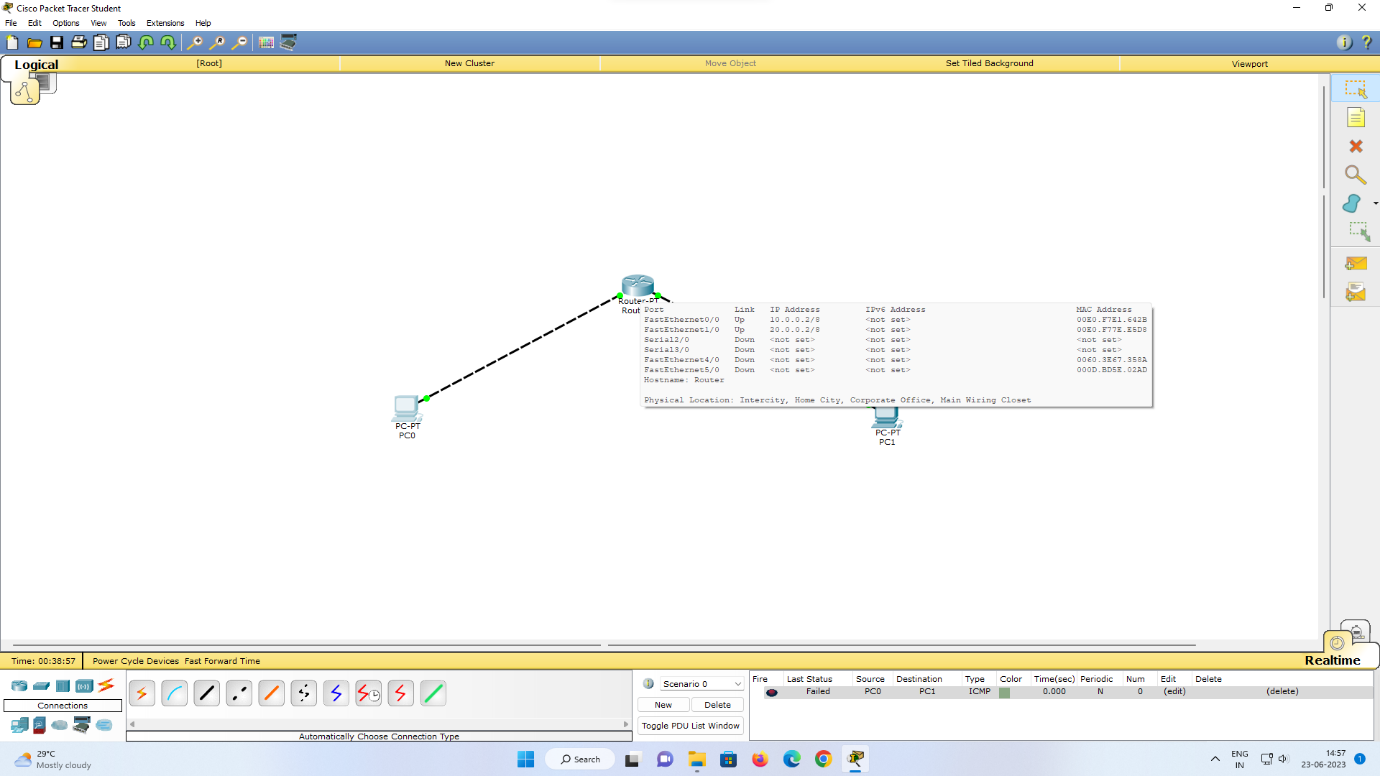 Cisco Packet Tracer Student
File Edit Options View Tools Extensions Help
Logical [Root] New Cluster Move Object Set Tiled Background Viewport
Router-PT
Rout
Port Link IP Address IPv6 Address MAC Address
FastEthernet0/0 Up 10.0.0.2/8 <not set> 00E0.F7E1.642B
FastEthernet1/0 Up 20.0.0.2/8 <not set> 00E0.F77E.E5D8
Serial2/0 Down <not set> <not set> <not set>
Serial3/0 Down <not set> <not set> <not set>
FastEthernet4/0 Down <not set> <not set> 0060.3E67.358A
FastEthernet5/0 Down <not set> <not set> 000D.BD5E.02AD
Hostname: Router
Physical Location: Intercity, Home City, Corporate Office, Main Wiring Closet
PC-PT
PC0
PC-PT
PC1
Time: 00:38:57 Power Cycle Devices Fast Forward Time
Realtime
Connections
Automatically Choose Connection Type
Scenario 0
New Delete
Toggle PDU List Window
Fire Last Status Source Destination Type Color Time(sec) Periodic Num Edit Delete
Failed PC0 PC1 ICMP 0.000 N 0 (edit) (delete)
29°C
Mostly cloudy
Search
ENG
IN
14:57
23-06-2023
1